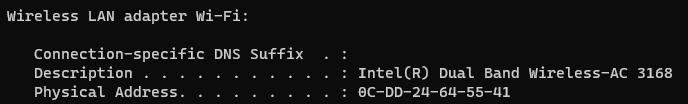 Wireless LAN adapter Wi-Fi:
Connection-specific DNS Suffix  . :
Description . . . . . . . . . . . : Intel(R) Dual Band Wireless-AC 3168
Physical Address. . . . . . . . . : 0C-DD-24-64-55-41